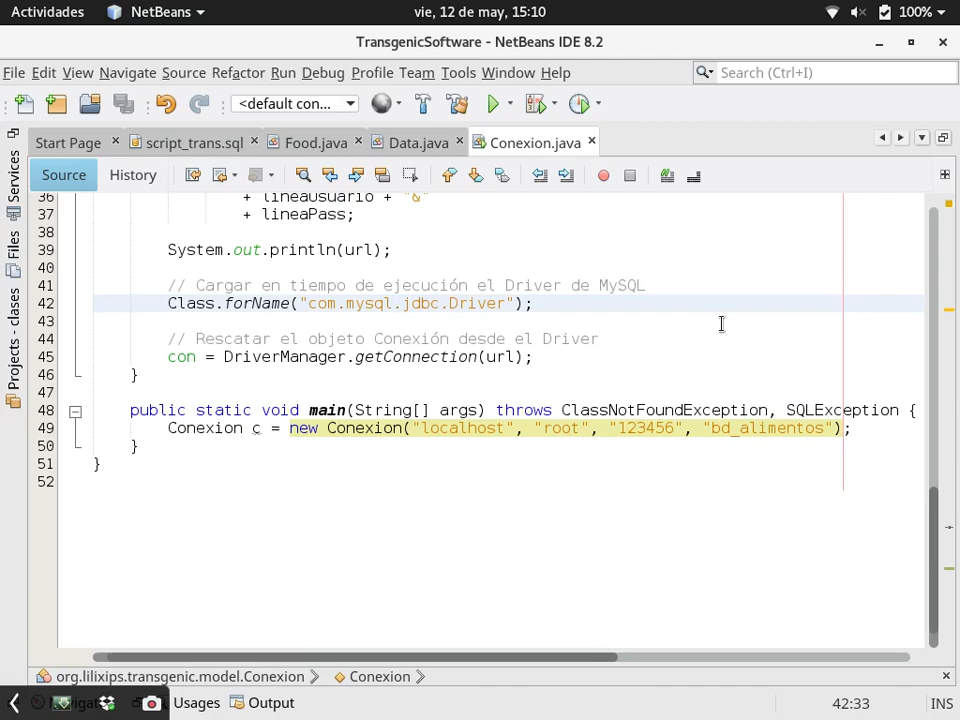 Actividades NetBeans vie, 12 de may, 15:10 100%
TransgenicSoftware - NetBeans IDE 8.2
File Edit View Navigate Source Refactor Run Debug Profile Team Tools Window Help Search (Ctrl+I)
<default con...
Start Page script_trans.sql Food.java Data.java Conexion.java
Source History
Services
Files
Projects - clases
36 + lineaUsuario + "&"
37 + lineaPass;
38
39 System.out.println(url);
40
41 // Cargar en tiempo de ejecución el Driver de MySQL
42 Class.forName("com.mysql.jdbc.Driver");
43
44 // Rescatar el objeto Conexión desde el Driver
45 con = DriverManager.getConnection(url);
46 }
47
48 public static void main(String[] args) throws ClassNotFoundException, SQLException {
49 Conexion c = new Conexion("localhost", "root", "123456", "bd_alimentos");
50 }
51 }
52
org.lilixips.transgenic.model.Conexion Conexion
Usages Output 42:33 INS